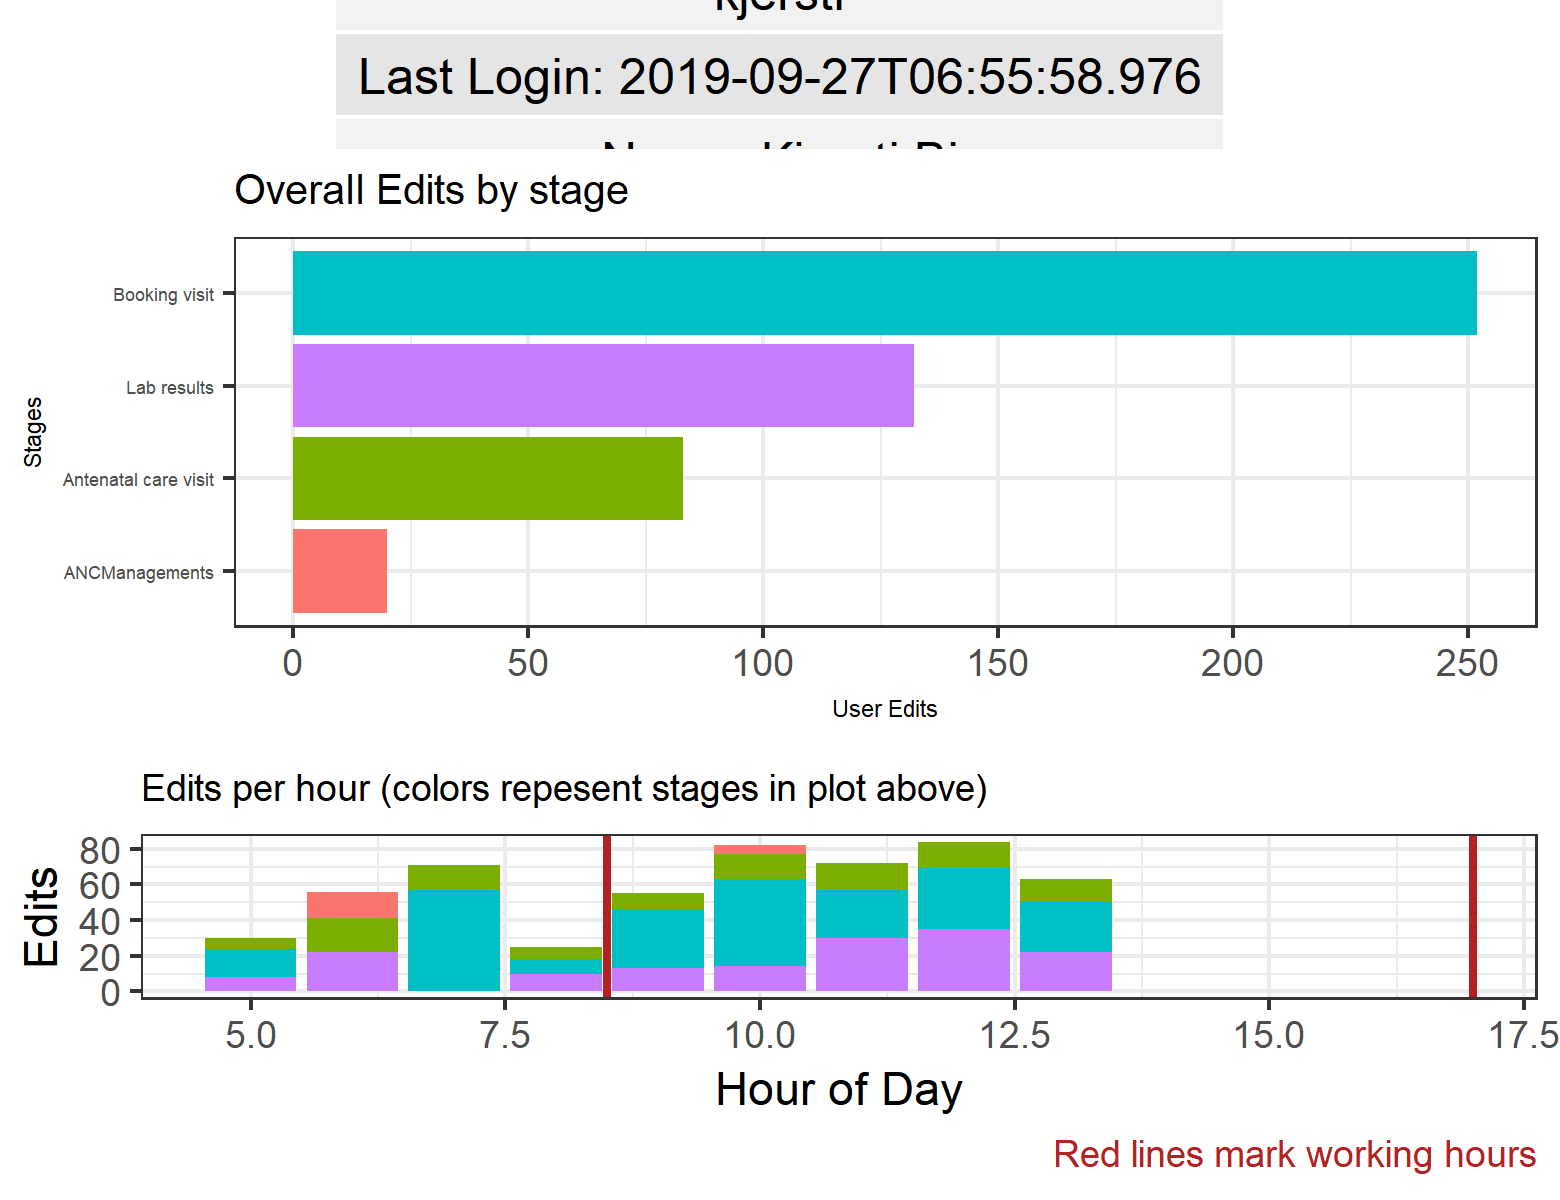 kjersti
Last Login: 2019-09-27T06:55:58.976
Overall Edits by stage
Booking visit
Lab results
Antenatal care visit
ANCManagements
Stages
0 50 100 150 200 250
User Edits
Edits per hour (colors repesent stages in plot above)
80
60
40
20
0
Edits
5.0 7.5 10.0 12.5 15.0 17.5
Hour of Day
Red lines mark working hours